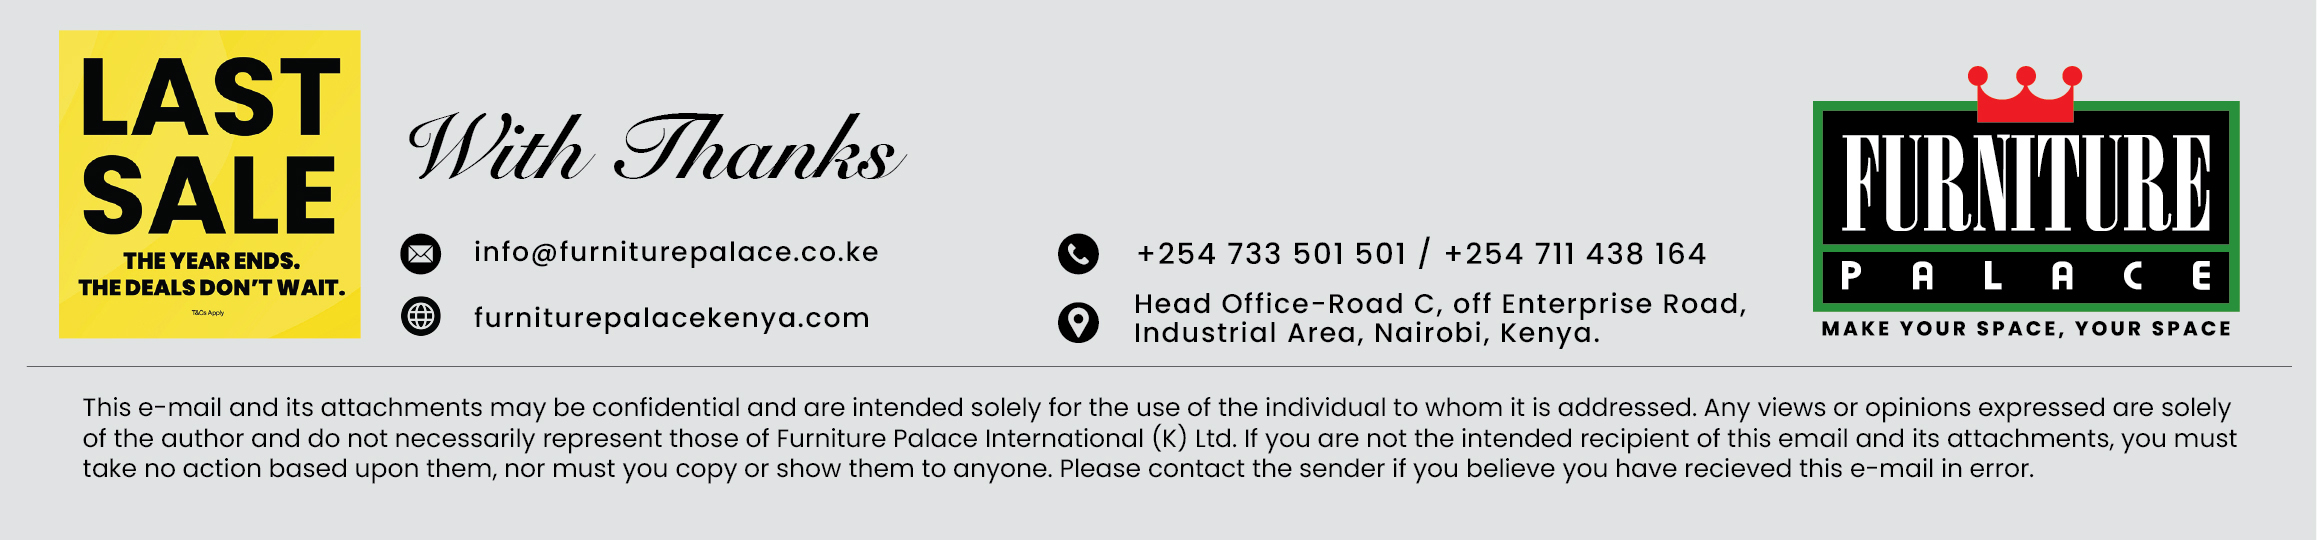 LAST
SALE
THE YEAR ENDS.
THE DEALS DON'T WAIT.
T&Cs Apply
With Thanks
info@furniturepalace.co.ke
furniturepalacekenya.com
+254 733 501 501 / +254 711 438 164
Head Office-Road C, off Enterprise Road,
Industrial Area, Nairobi, Kenya.
FURNITURE
PALACE
MAKE YOUR SPACE, YOUR SPACE
This e-mail and its attachments may be confidential and are intended solely for the use of the individual to whom it is addressed. Any views or opinions expressed are solely
of the author and do not necessarily represent those of Furniture Palace International (K) Ltd. If you are not the intended recipient of this email and its attachments, you must
take no action based upon them, nor must you copy or show them to anyone. Please contact the sender if you believe you have recieved this e-mail in error.